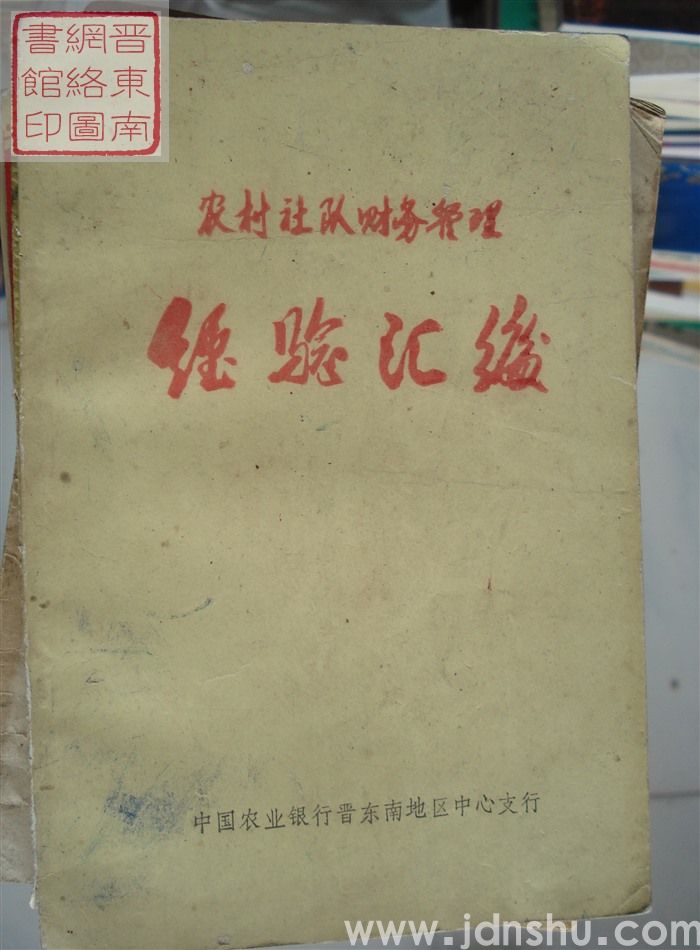 晋東南
網絡圖
書館印
农村社队财务管理
经验汇编
中国农业银行晋东南地区中心支行
www.jdnshu.com